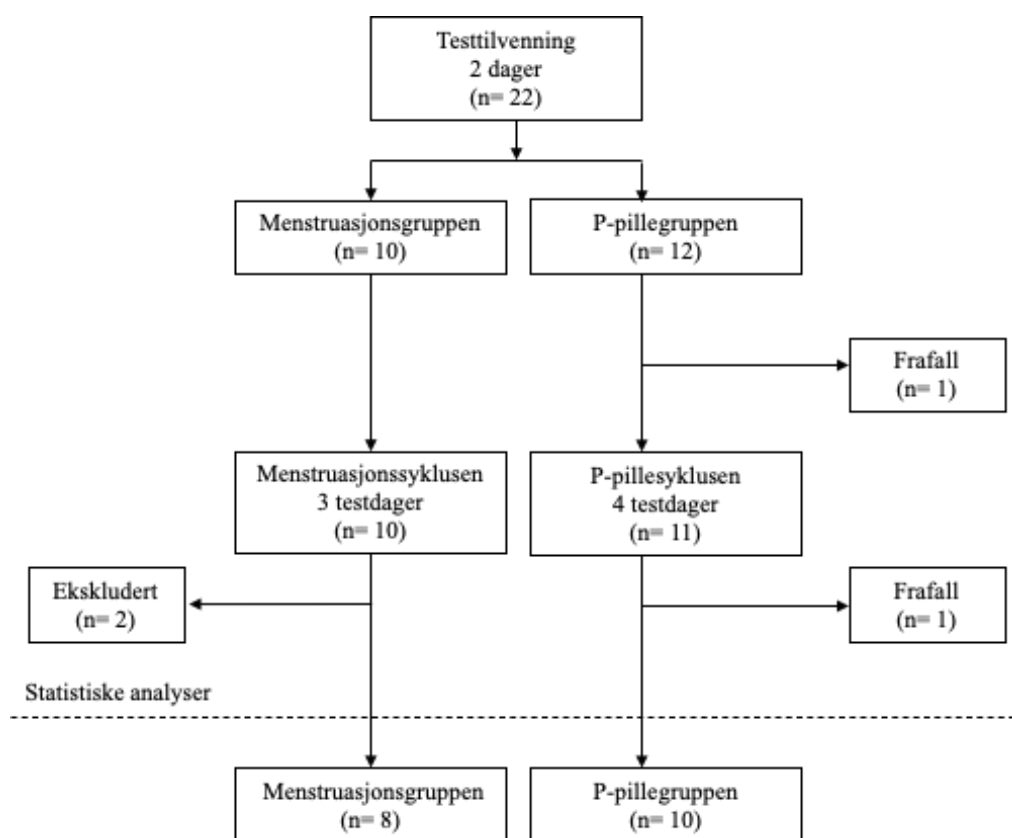 Testtilvenning
2 dager
(n= 22)
Menstruasjonsgruppen
(n= 10)
P-pillegruppen
(n= 12)
Frafall
(n= 1)
Menstruasjonssyklusen
3 testdager
(n= 10)
P-pillesyklusen
4 testdager
(n= 11)
Ekskludert
(n= 2)
Frafall
(n= 1)
Statistiske analyser
Menstruasjonsgruppen
(n= 8)
P-pillegruppen
(n= 10)